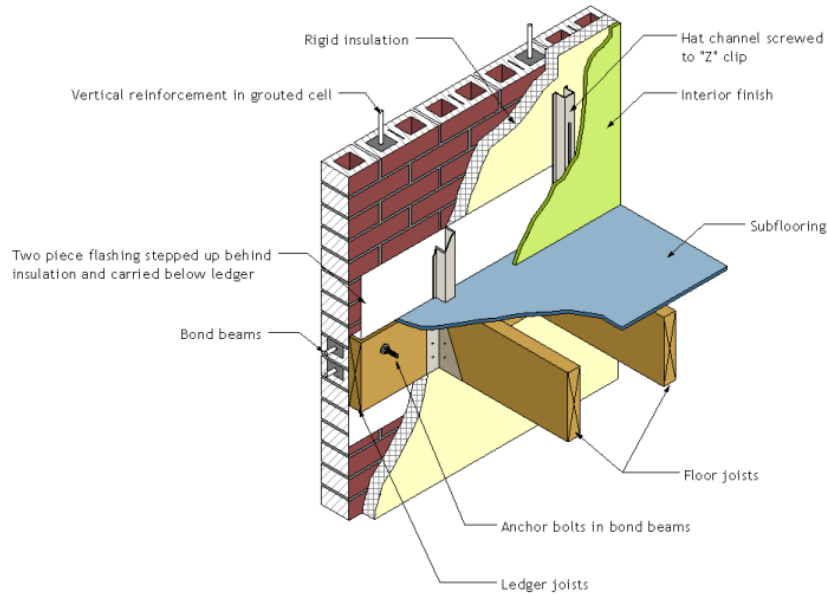 Rigid insulation
Hat channel screwed
to "Z" clip
Vertical reinforcement in grouted cell
Interior finish
Subflooring
Two piece flashing stepped up behind
insulation and carried below ledger
Bond beams
Floor joists
Anchor bolts in bond beams
Ledger joists